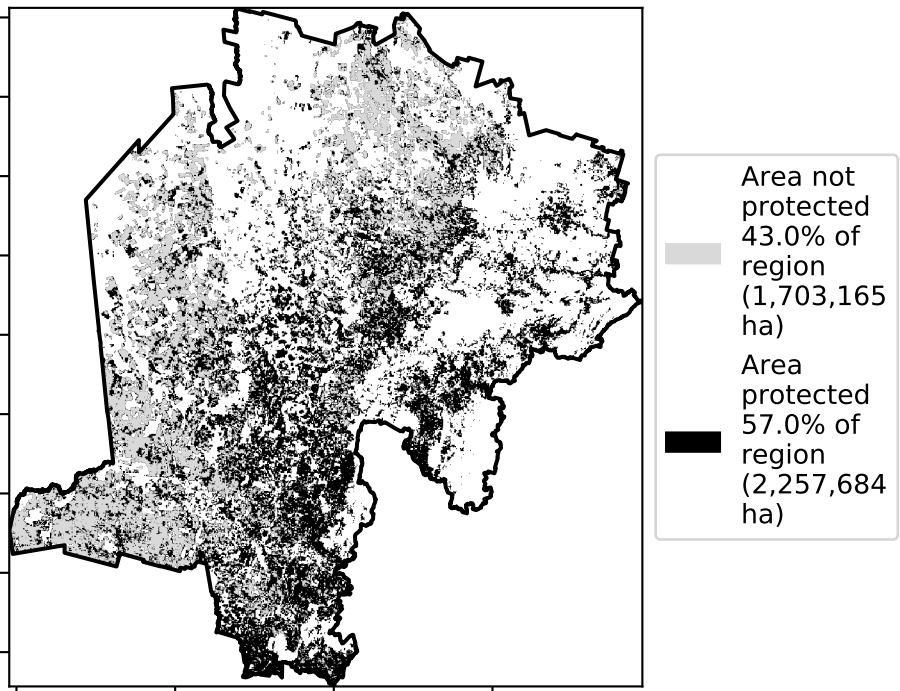 Area not
protected
43.0% of
region
(1,703,165
ha)
Area
protected
57.0% of
region
(2,257,684
ha)